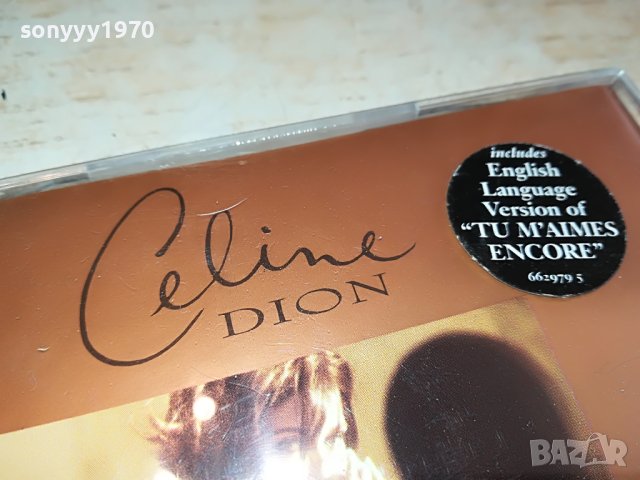 sonyyy1970
Celine
DION
includes
English
Language
Version of
“TU M'AIMES
ENCORE”
662979 5
BAZAR